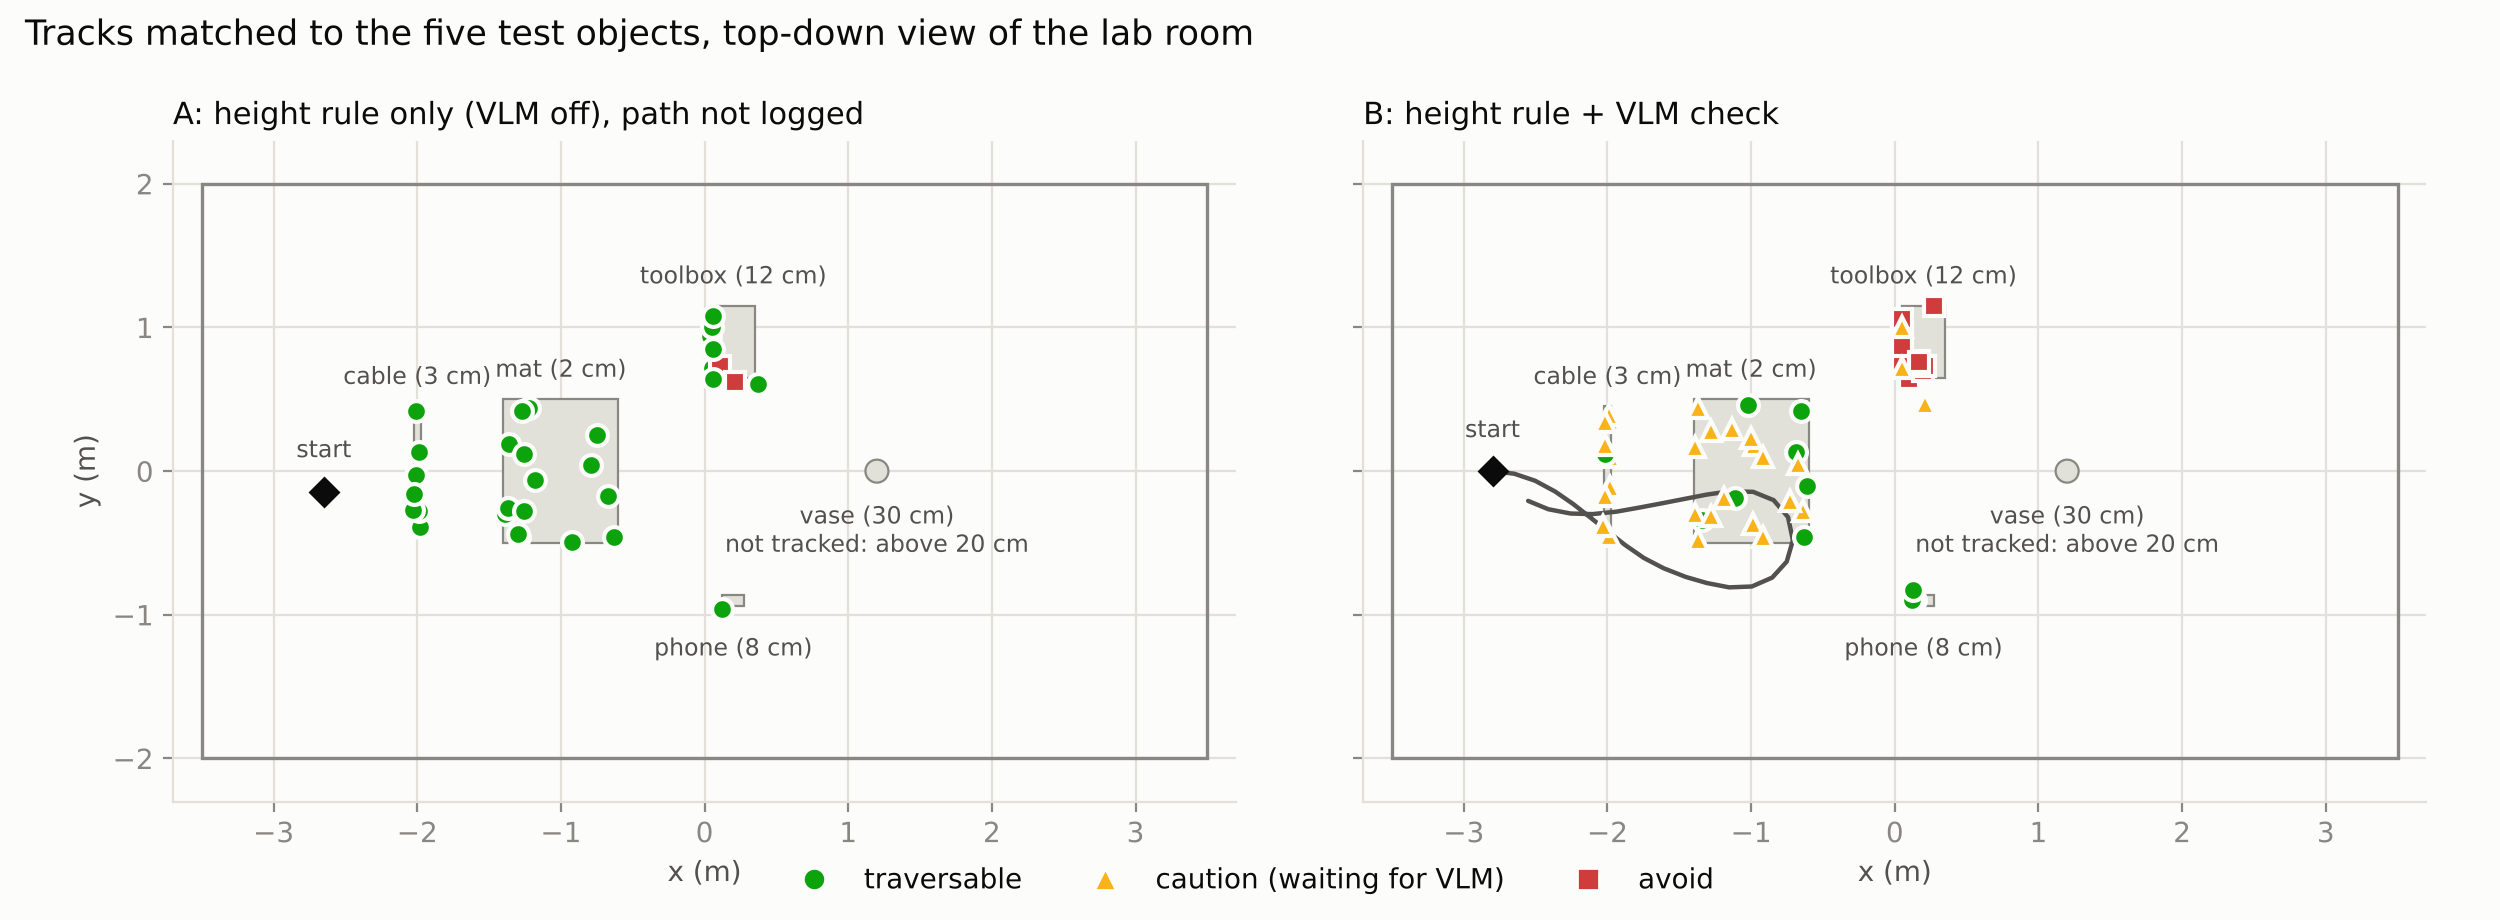 Tracks matched to the five test objects, top-down view of the lab room
A: height rule only (VLM off), path not logged
toolbox (12 cm)
cable (3 cm)
mat (2 cm)
start
vase (30 cm)
not tracked: above 20 cm
phone (8 cm)
2
1
0
−1
−2
y (m)
−3
−2
−1
0
1
2
3
x (m)
B: height rule + VLM check
toolbox (12 cm)
cable (3 cm)
mat (2 cm)
start
vase (30 cm)
not tracked: above 20 cm
phone (8 cm)
−3
−2
−1
0
1
2
3
x (m)
traversable
caution (waiting for VLM)
avoid